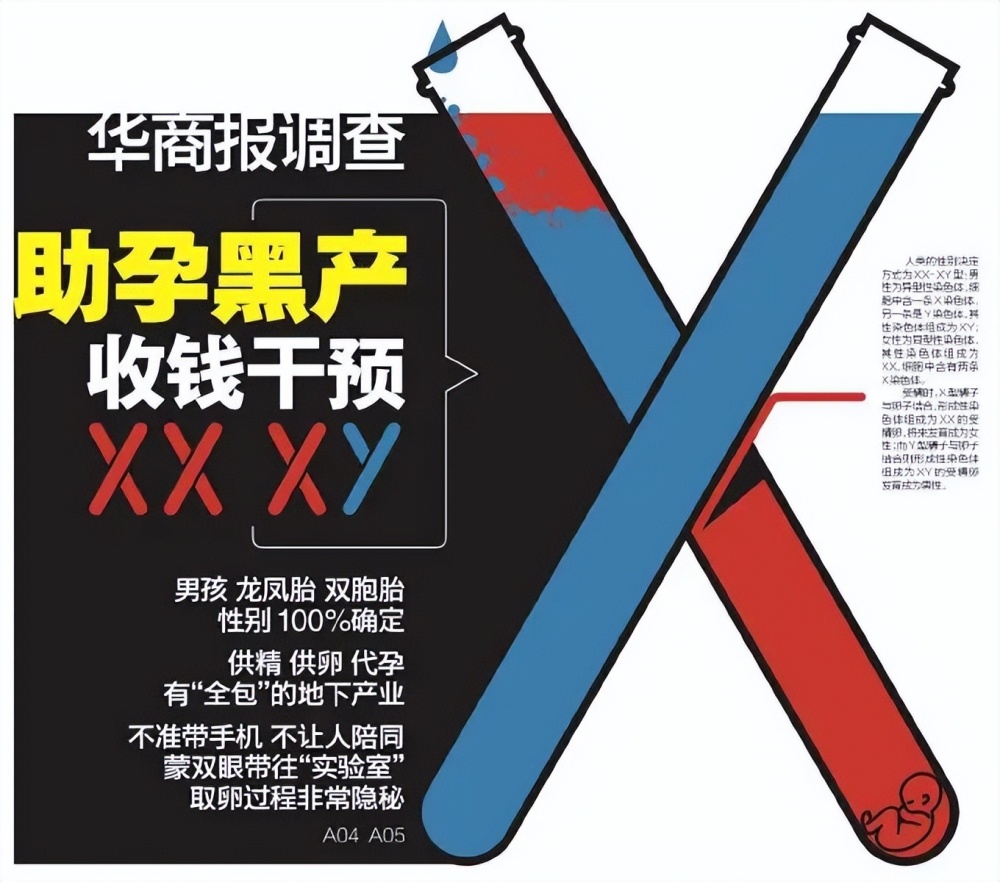 华商报调查
助孕黑产
收钱干预
XX XY
男孩 龙凤胎 双胞胎
性别100%确定
供精 供卵 代孕
有“全包”的地下产业
不准带手机 不让人陪同
蒙双眼带往“实验室”
取卵过程非常隐秘
A04 A05
人类的性别决定
方式为XX-XY型:男
性为异型性染色体,细
胞中含一条X染色体,
另一条是Y染色体,其
性染色体组成为XY;
女性为同型性染色体,
其性染色体组成为
XX,细胞中含有两条
X染色体。
受精时,X型精子
与卵子结合,形成性染
色体组成为XX的受
精卵,将来发育成为女
性;而Y型精子与卵子
结合则形成性染色体
组成为XY的受精卵
发育成为男性。